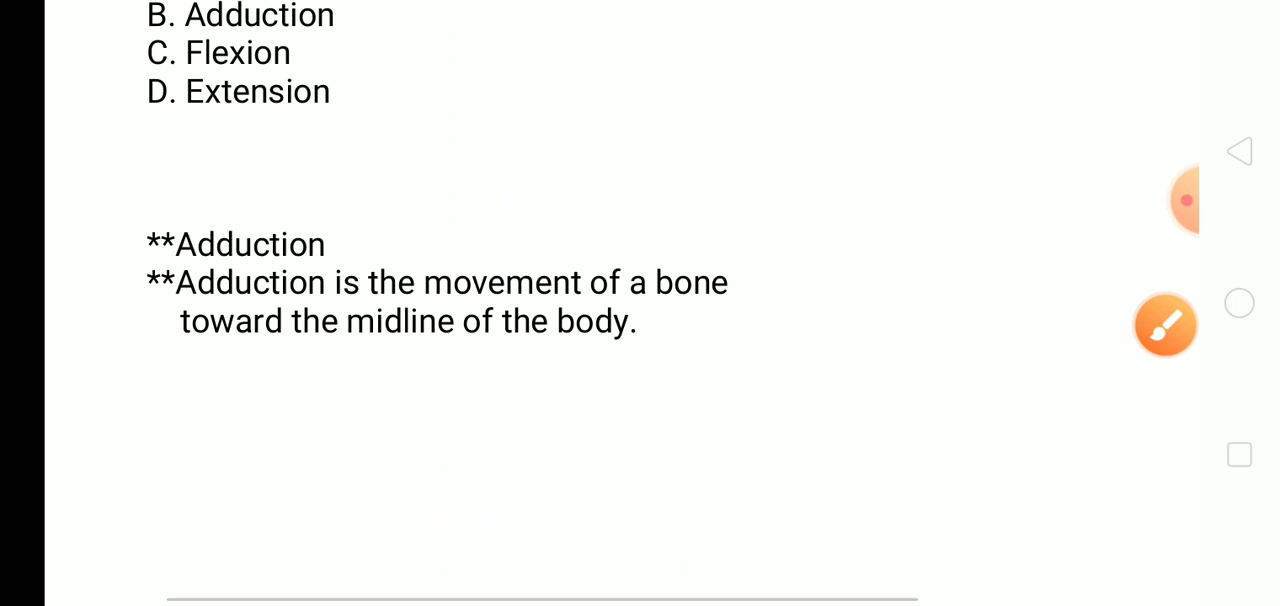 B. Adduction
C. Flexion
D. Extension
**Adduction
**Adduction is the movement of a bone
toward the midline of the body.